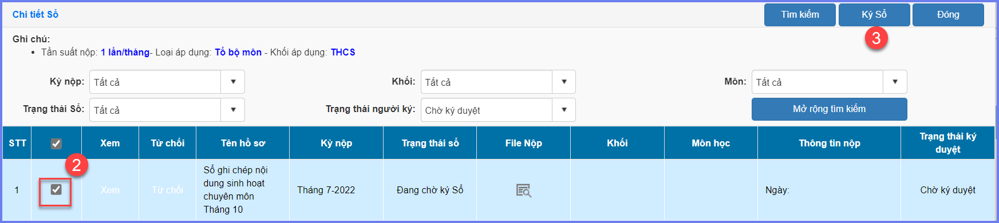 Chi tiết Sổ
Tìm kiếm
Ký Sổ
Đóng
3
Ghi chú:
• Tần suất nộp: 1 lần/tháng- Loại áp dụng: Tổ bộ môn - Khối áp dụng: THCS
Kỳ nộp: Tất cả
Khối: Tất cả
Môn: Tất cả
Trạng thái Sổ: Tất cả
Trạng thái người ký: Chờ ký duyệt
Mở rộng tìm kiếm
STT
Xem
Từ chối
Tên hồ sơ
Kỳ nộp
Trạng thái sổ
File Nộp
Khối
Môn học
Thông tin nộp
Trạng thái ký
duyệt
2
1
Xem
Từ chối
Sổ ghi chép nội
dung sinh hoạt
chuyên môn
Tháng 10
Tháng 7-2022
Đang chờ ký Sổ
Ngày:
Chờ ký duyệt